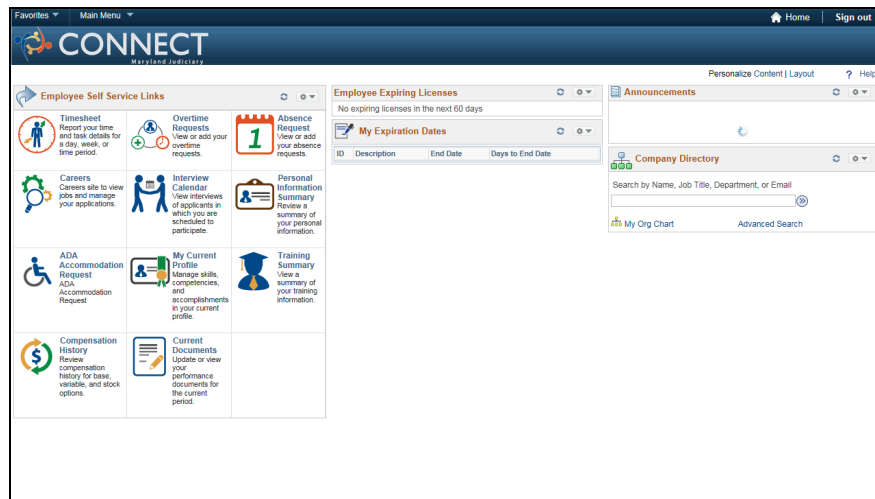 Favorites Main Menu Home Sign out
CONNECT
Maryland Judiciary
Personalize Content | Layout ? Help
Employee Self Service Links
Timesheet
Report your time
and task details for
a day, week, or
time period.
Overtime
Requests
View or add your
overtime
requests.
Absence
Request
1
View or add
your absence
requests.
Careers
Careers site to view
jobs and manage
your applications.
Interview
Calendar
View interviews
of applicants in
which you are
scheduled to
participate.
Personal
Information
Summary
Review a
summary of
your personal
information.
ADA
Accommodation
Request
ADA
Accommodation
Request
My Current
Profile
Manage skills,
competencies,
and
accomplishments
in your current
profile.
Training
Summary
View a
summary of
your training
information.
Compensation
History
$
Review
compensation
history for base,
variable, and stock
options.
Current
Documents
Update or view
your
performance
documents for
the current
period.
Employee Expiring Licenses
No expiring licenses in the next 60 days
My Expiration Dates
ID Description End Date Days to End Date
Announcements
Company Directory
Search by Name, Job Title, Department, or Email
My Org Chart Advanced Search